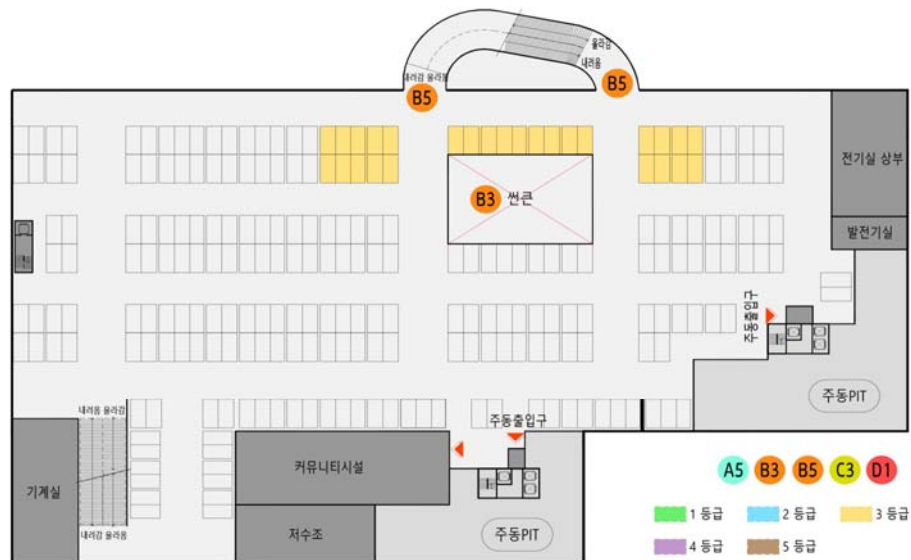 올라감
내려옴
내려감 올라옴
B5
B5
전기실 상부
B3 썬큰
발전기실
주동출입구
주동PIT
내려옴 올라감
주동출입구
기계실
커뮤니티시설
A5 B3 B5 C3 D1
1 등급 2 등급 3 등급
저수조
주동PIT
내려감 올라옴
4 등급 5 등급